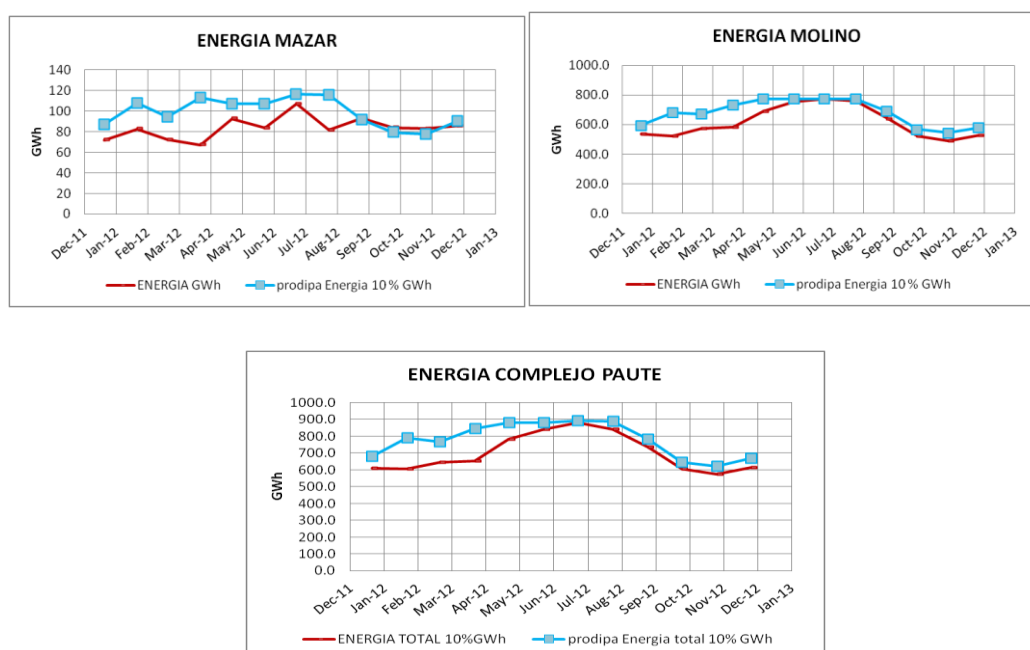 ENERGIA MAZAR
140
120
100
80
60
40
20
0
GWh
Dec-11 Jan-12 Feb-12 Mar-12 Apr-12 May-12 Jun-12 Jul-12 Aug-12 Sep-12 Oct-12 Nov-12 Dec-12 Jan-13
ENERGIA GWh prodipa Energia 10% GWh
ENERGIA MOLINO
1000.0
800.0
600.0
400.0
200.0
0.0
GWh
Dec-11 Jan-12 Feb-12 Mar-12 Apr-12 May-12 Jun-12 Jul-12 Aug-12 Sep-12 Oct-12 Nov-12 Dec-12 Jan-13
ENERGIA GWh prodipa Energia 10% GWh
ENERGIA COMPLEJO PAUTE
1000.0
900.0
800.0
700.0
600.0
500.0
400.0
300.0
200.0
100.0
0.0
GWh
Dec-11 Jan-12 Feb-12 Mar-12 Apr-12 May-12 Jun-12 Jul-12 Aug-12 Sep-12 Oct-12 Nov-12 Dec-12 Jan-13
ENERGIA TOTAL 10%GWh prodipa Energia total 10% GWh